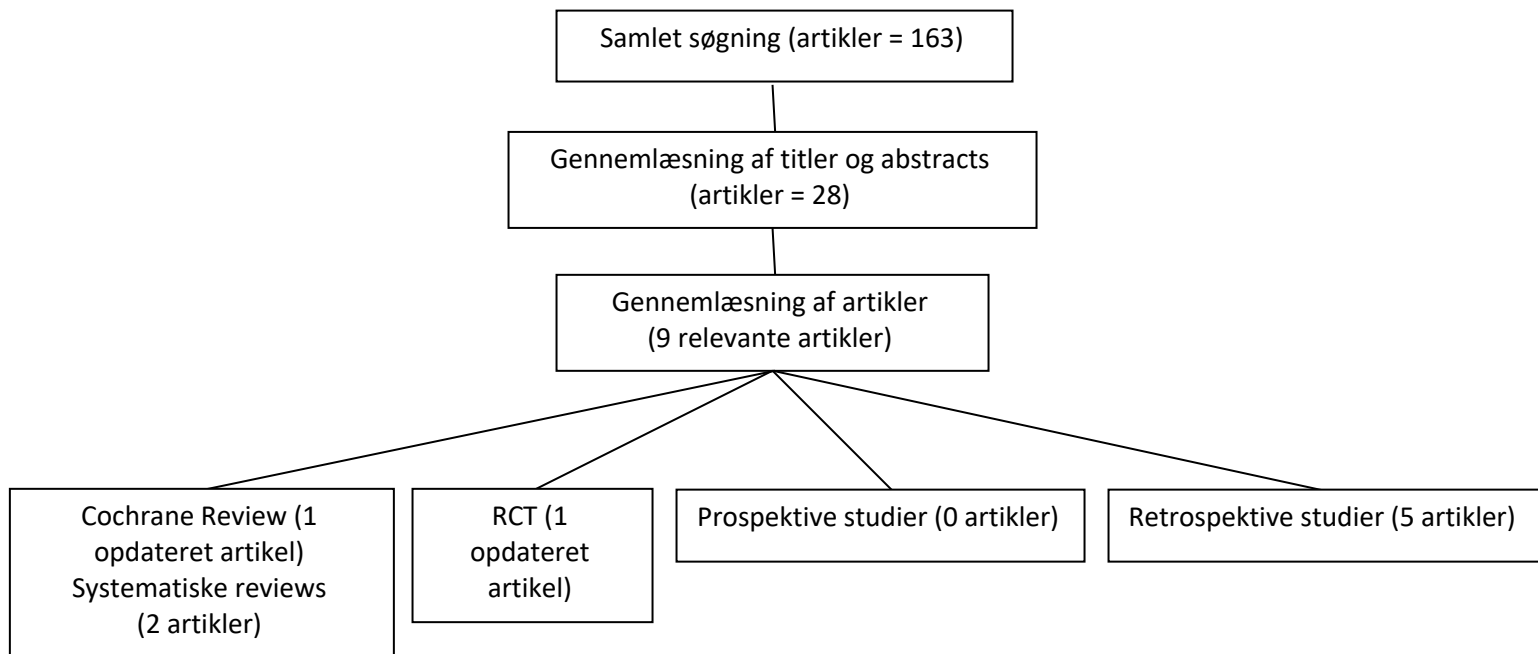 Samlet søgning (artikler = 163)
Gennemlæsning af titler og abstracts
(artikler = 28)
Gennemlæsning af artikler
(9 relevante artikler)
Cochrane Review (1
opdateret artikel)
Systematiske reviews
(2 artikler)
RCT (1
opdateret
artikel)
Prospektive studier (0 artikler)
Retrospektive studier (5 artikler)